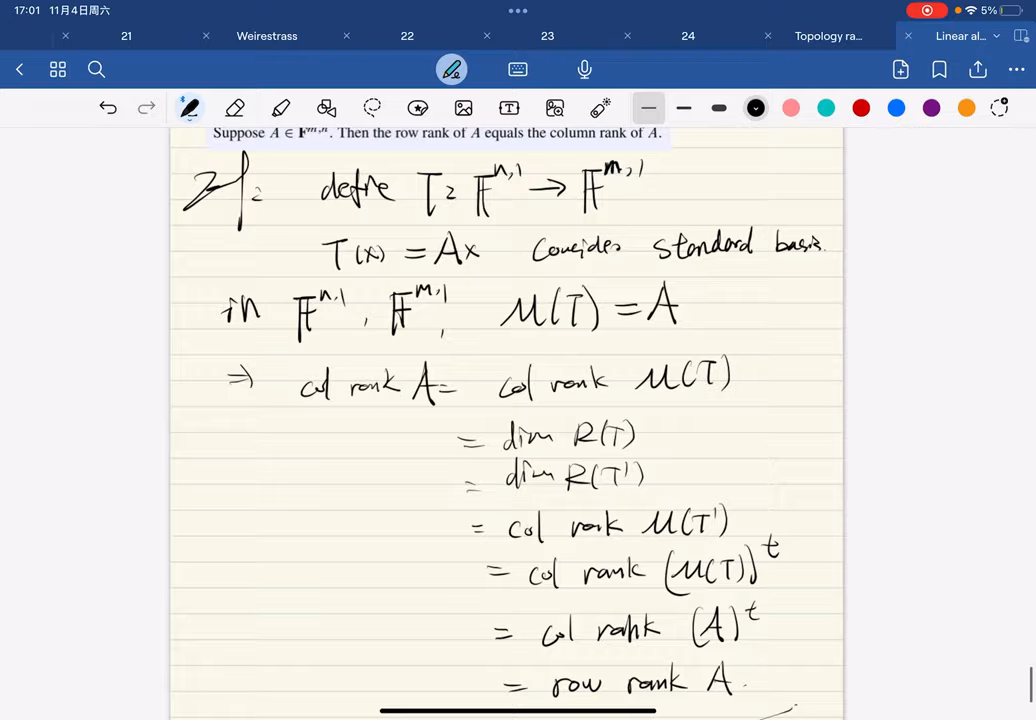 17:01 11月4日周六
5%
21 Weirestrass 22 23 24 Topology ra... Linear al...
Suppose A ∈ F^{m,n}. Then the row rank of A equals the column rank of A.
Pf: define T: F^{n,1} → F^{m,1}
T(x) = Ax Consider standard basis.
in F^{n,1}, F^{m,1}, M(T) = A
⇒ col rank A = col rank M(T)
= dim R(T)
= dim R(T')
= col rank M(T')
= col rank (M(T))^t
= col rank (A)^t
= row rank A.